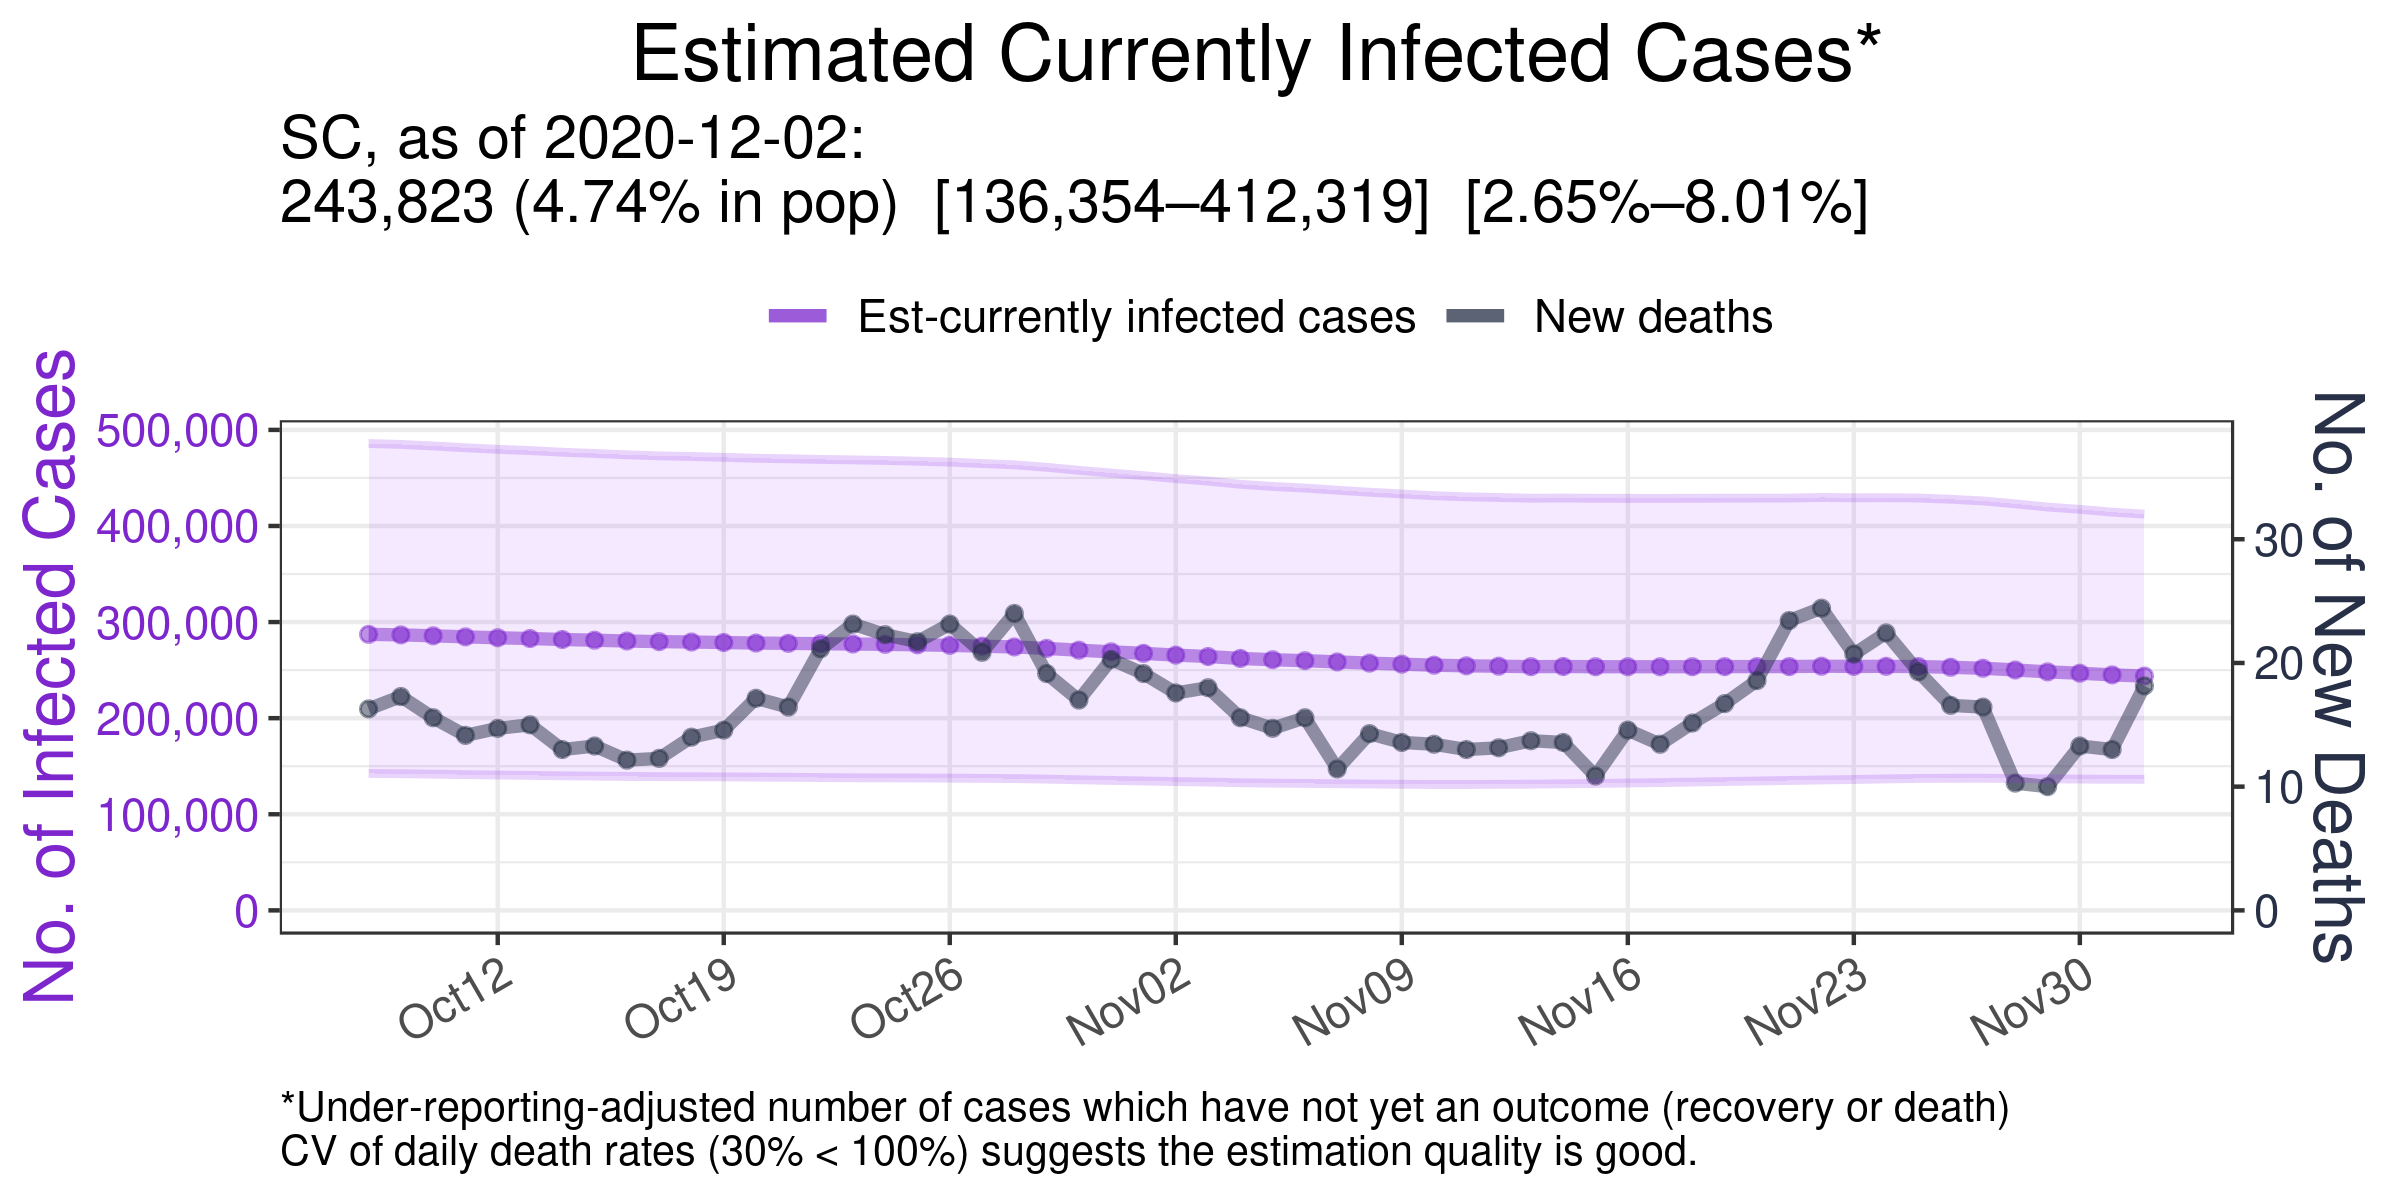 Estimated Currently Infected Cases*
SC, as of 2020-12-02:
243,823 (4.74% in pop)  [136,354–412,319]  [2.65%–8.01%]
Est-currently infected cases
New deaths
No. of Infected Cases
500,000
400,000
300,000
200,000
100,000
0
No. of New Deaths
30
20
10
0
Oct12
Oct19
Oct26
Nov02
Nov09
Nov16
Nov23
Nov30
*Under-reporting-adjusted number of cases which have not yet an outcome (recovery or death)
CV of daily death rates (30% < 100%) suggests the estimation quality is good.